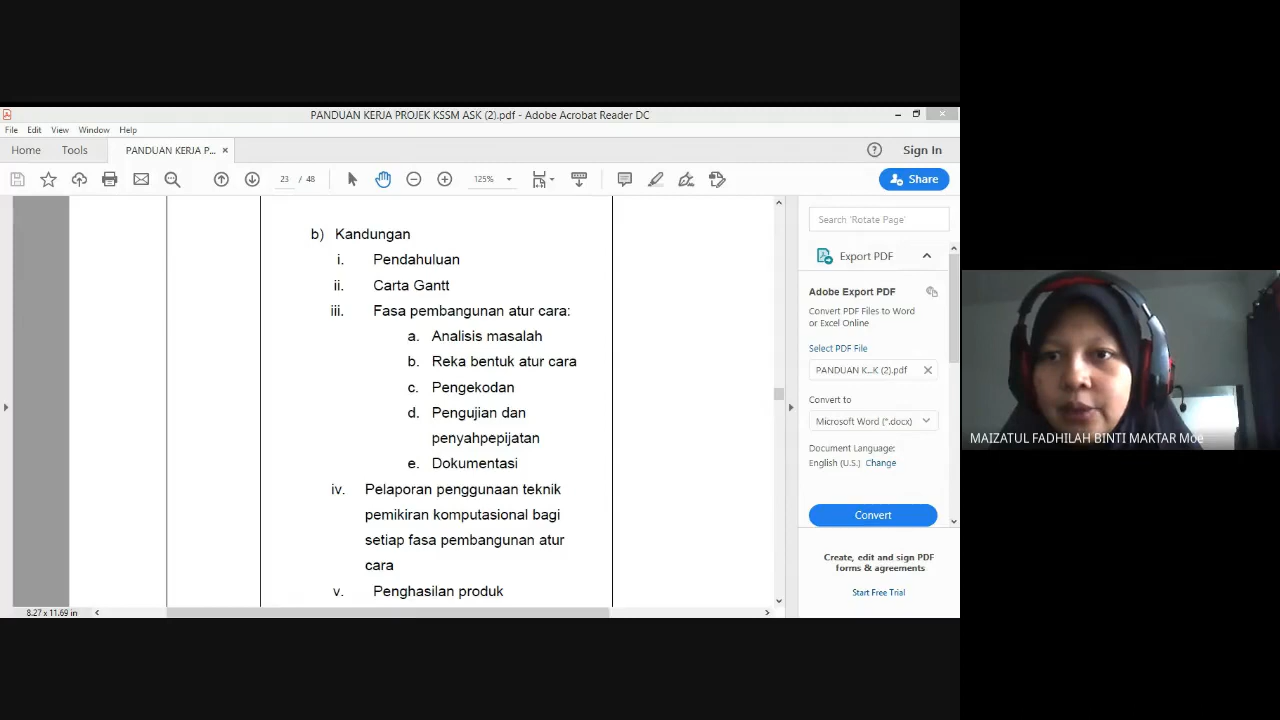 PANDUAN KERJA PROJEK KSSM ASK (2).pdf - Adobe Acrobat Reader DC
File Edit View Window Help
Home Tools PANDUAN KERJA P... × Sign In
23 / 48 125% Share
b) Kandungan
i. Pendahuluan
ii. Carta Gantt
iii. Fasa pembangunan atur cara:
a. Analisis masalah
b. Reka bentuk atur cara
c. Pengekodan
d. Pengujian dan
penyahpepijatan
e. Dokumentasi
iv. Pelaporan penggunaan teknik
pemikiran komputasional bagi
setiap fasa pembangunan atur
cara
v. Penghasilan produk
8.27 x 11.69 in
Search 'Rotate Page'
Export PDF
Adobe Export PDF
Convert PDF Files to Word
or Excel Online
Select PDF File
PANDUAN K...K (2).pdf
Convert to
Microsoft Word (*.docx)
Document Language:
English (U.S.) Change
Convert
Create, edit and sign PDF
forms & agreements
Start Free Trial
MAIZATUL FADHILAH BINTI MAKTAR Moe